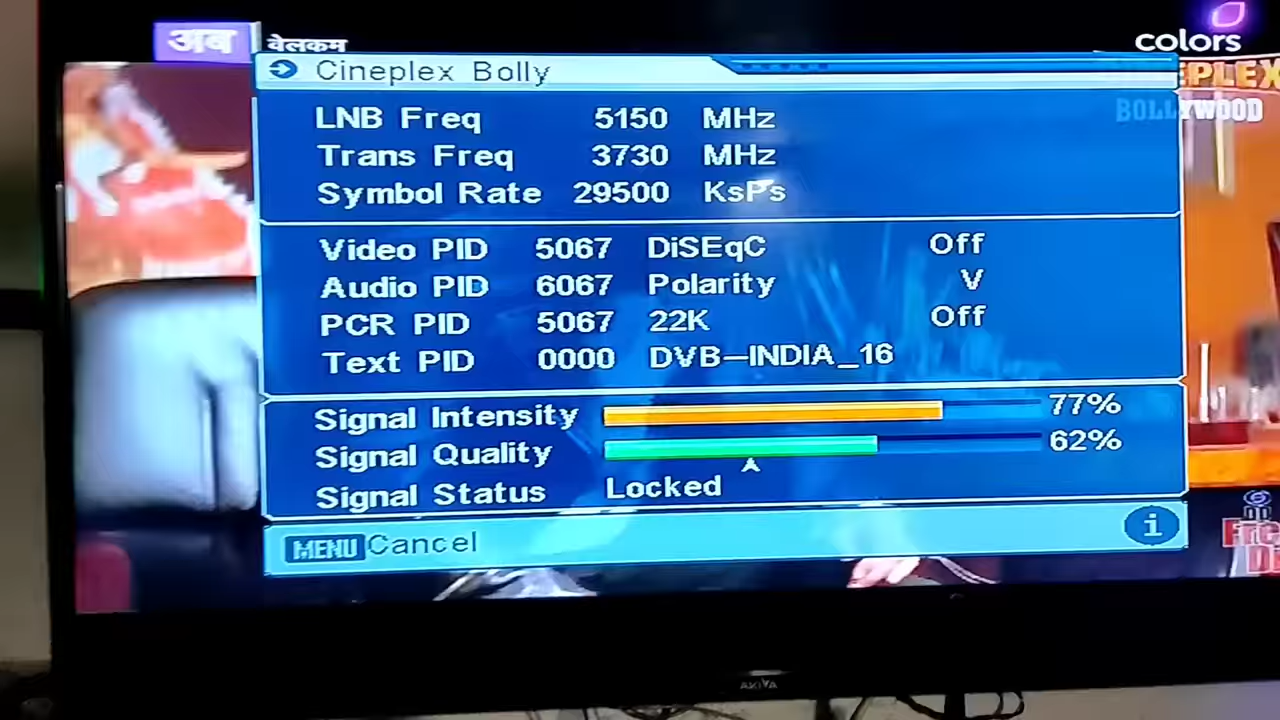 अब वेलकम
colors
Cineplex Bolly
PLEX
BOLLYWOOD
LNB Freq 5150 MHz
Trans Freq 3730 MHz
Symbol Rate 29500 KsPs
Video PID 5067 DiSEqC Off
Audio PID 6067 Polarity V
PCR PID 5067 22K Off
Text PID 0000 DVB-INDIA_16
Signal Intensity 77%
Signal Quality 62%
Signal Status Locked
MENU Cancel
i
AKIVA